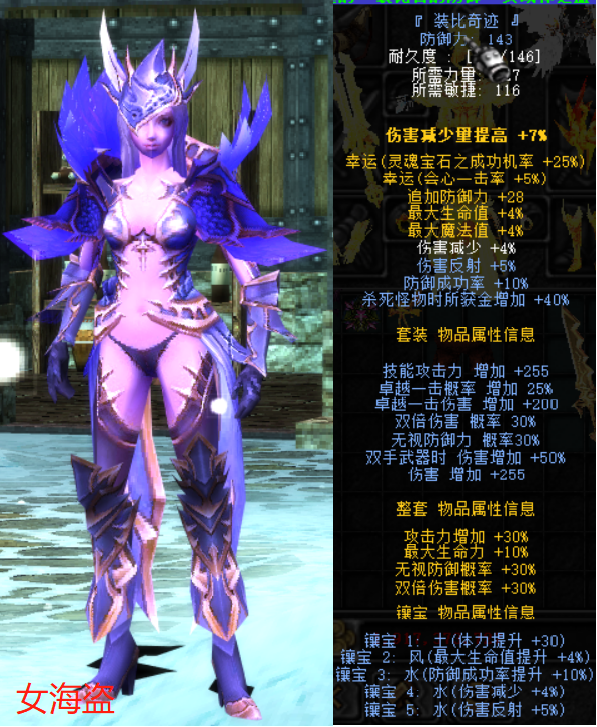 『 装比奇迹 』
防御力: 143
耐久度 : [ /146]
所需力量:
所需敏捷: 116
伤害减少量提高 +7%
幸运(灵魂宝石之成功机率 +25%)
幸运(会心一击率 +5%)
追加防御力 +28
最大生命值 +4%
最大魔法值 +4%
伤害减少 +4%
伤害反射 +5%
防御成功率 +10%
杀死怪物时所获金增加 +40%
套装 物品属性信息
技能攻击力 增加 +255
卓越一击概率 增加 25%
卓越一击伤害 增加 +200
双倍伤害 概率 30%
无视防御力 概率30%
双手武器时 伤害增加 +50%
伤害 增加 +255
整套 物品属性信息
攻击力增加 +30%
最大生命力 +10%
无视防御概率 +30%
双倍伤害概率 +30%
镶宝 物品属性信息
镶宝 1: 土(体力提升 +30)
镶宝 2: 风(最大生命值提升 +4%)
镶宝 3: 水(防御成功率提升 +10%)
镶宝 4: 水(伤害减少 +4%)
镶宝 5: 水(伤害反射 +5%)
女海盗